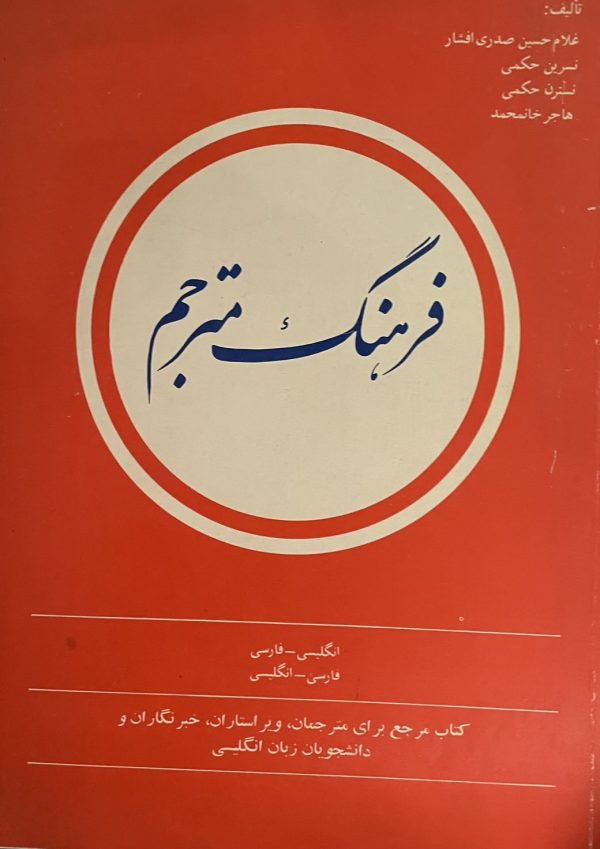 تألیف:
غلامحسین صدری افشار
نسرین حکمی
نسترن حکمی
هاجر خانمحمد
فرهنگ مترجم
انگلیسی-فارسی
فارسی-انگلیسی
کتاب مرجع برای مترجمان، ویراستاران، خبرنگاران و
دانشجویان زبان انگلیسی